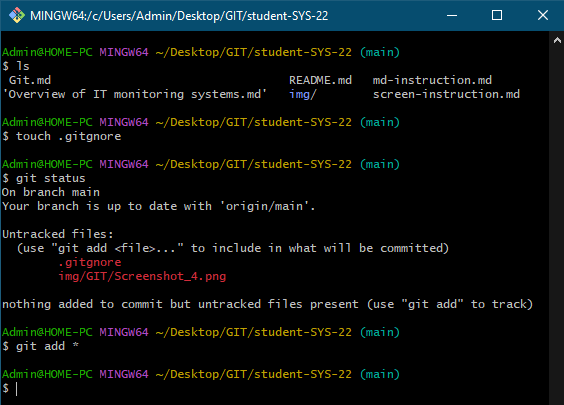 MINGW64:/c/Users/Admin/Desktop/GIT/student-SYS-22
Admin@HOME-PC MINGW64 ~/Desktop/GIT/student-SYS-22 (main)
$ ls
 Git.md                                  README.md   md-instruction.md
'Overview of IT monitoring systems.md'   img/        screen-instruction.md
Admin@HOME-PC MINGW64 ~/Desktop/GIT/student-SYS-22 (main)
$ touch .gitgnore
Admin@HOME-PC MINGW64 ~/Desktop/GIT/student-SYS-22 (main)
$ git status
On branch main
Your branch is up to date with 'origin/main'.
Untracked files:
  (use "git add <file>..." to include in what will be committed)
        .gitgnore
        img/GIT/Screenshot_4.png
nothing added to commit but untracked files present (use "git add" to track)
Admin@HOME-PC MINGW64 ~/Desktop/GIT/student-SYS-22 (main)
$ git add *
Admin@HOME-PC MINGW64 ~/Desktop/GIT/student-SYS-22 (main)
$